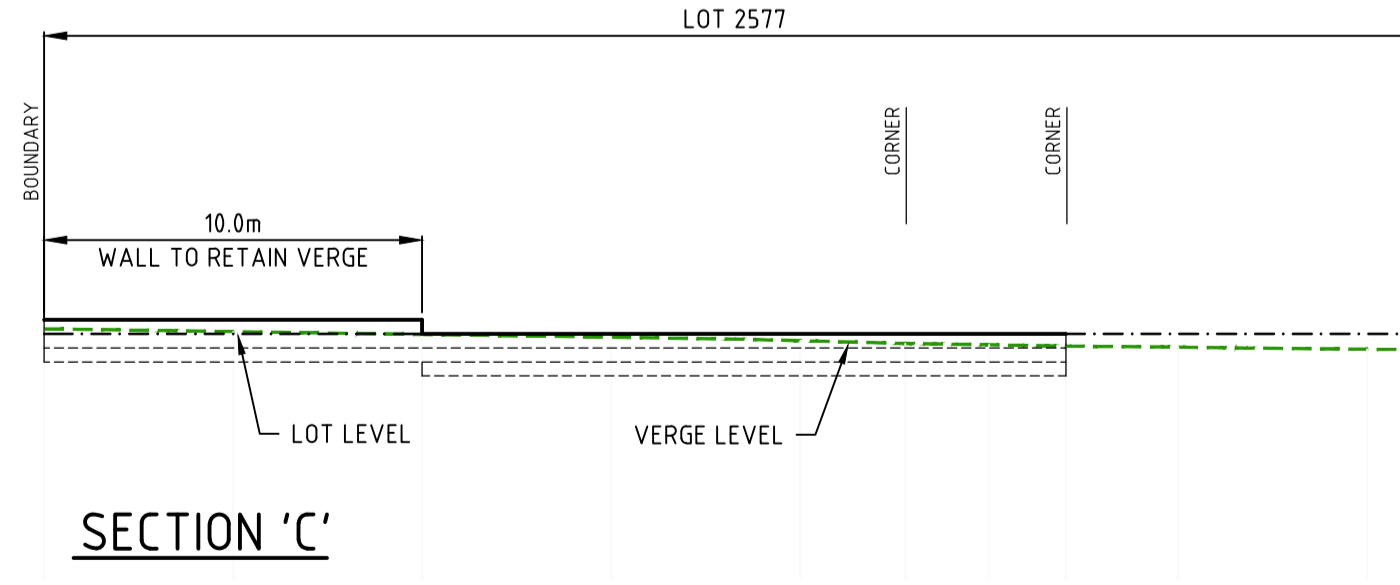 LOT 2577
BOUNDARY
CORNER
CORNER
10.0m
WALL TO RETAIN VERGE
LOT LEVEL
VERGE LEVEL
SECTION 'C'